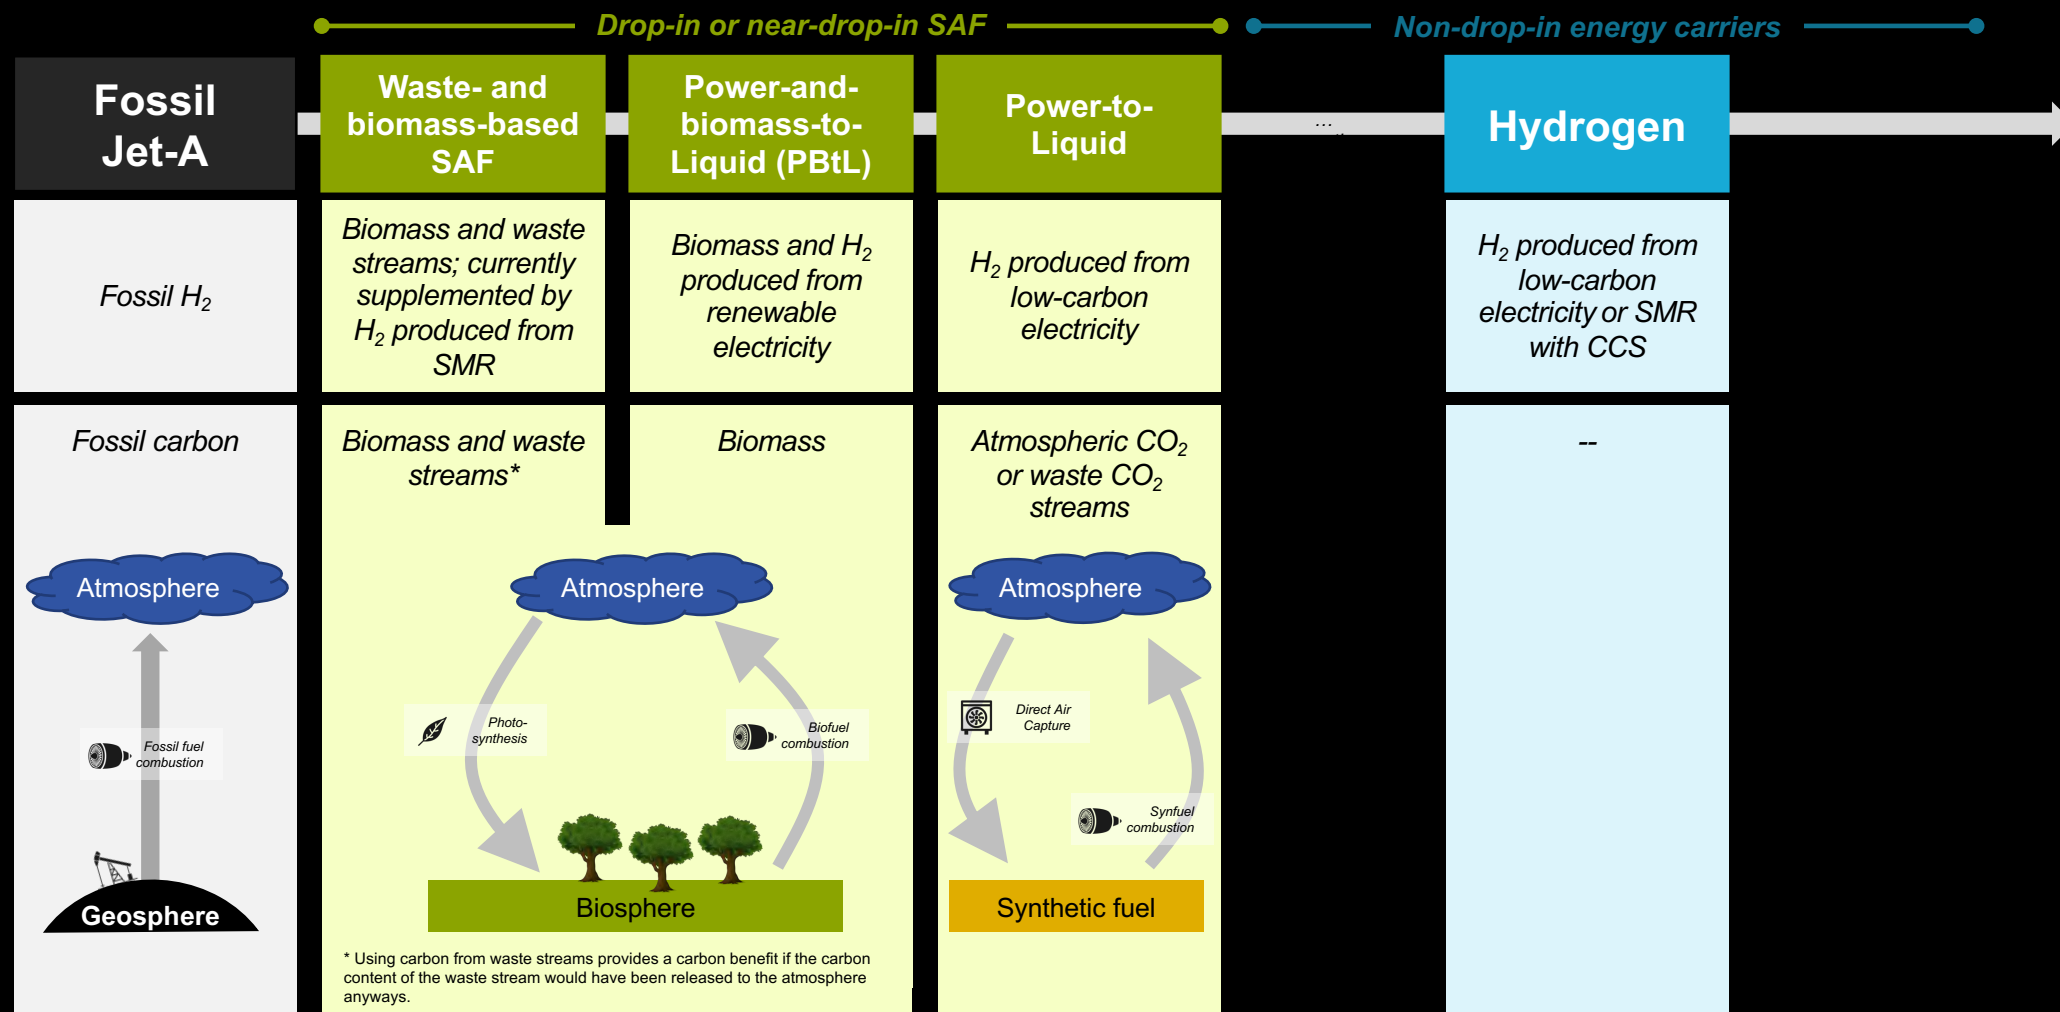 Drop-in or near-drop-in SAF
Non-drop-in energy carriers
Fossil
Jet-A
Waste- and
biomass-based
SAF
Power-and-
biomass-to-
Liquid (PBtL)
Power-to-
Liquid
...
Hydrogen
Fossil H2
Biomass and waste
streams; currently
supplemented by
H2 produced from
SMR
Biomass and H2
produced from
renewable
electricity
H2 produced from
low-carbon
electricity
H2 produced from
low-carbon
electricity or SMR
with CCS
Fossil carbon
Biomass and waste
streams*
Biomass
Atmospheric CO2
or waste CO2
streams
--
Atmosphere
Fossil fuel
combustion
Geosphere
Atmosphere
Photo-
synthesis
Biofuel
combustion
Biosphere
* Using carbon from waste streams provides a carbon benefit if the carbon
content of the waste stream would have been released to the atmosphere
anyways.
Atmosphere
Direct Air
Capture
Synfuel
combustion
Synthetic fuel